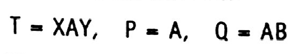 T = XAY, P = A, Q = AB